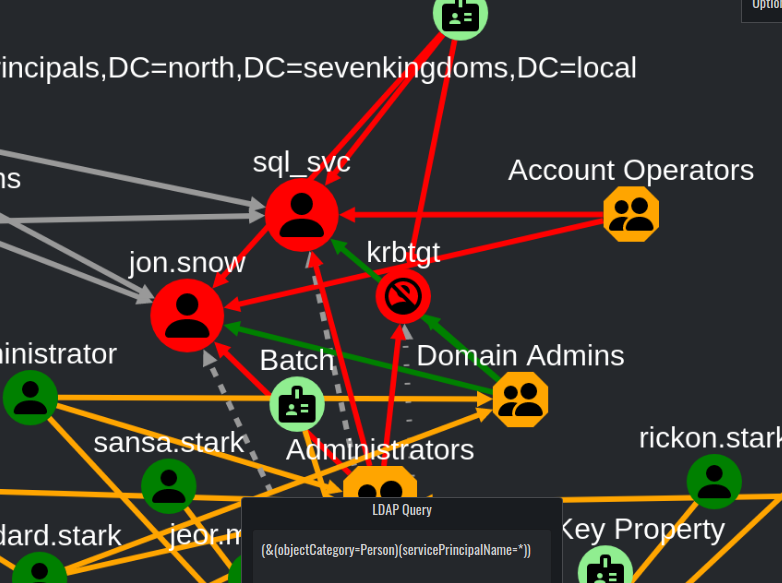 Optio
rincipals,DC=north,DC=sevenkingdoms,DC=local
sql_svc
Account Operators
ns
krbtgt
jon.snow
inistrator
Batch
Domain Admins
sansa.stark
Administrators
rickon.stark
LDAP Query
dard.stark
jeor.m
Key Property
(&(objectCategory=Person)(servicePrincipalName=*))